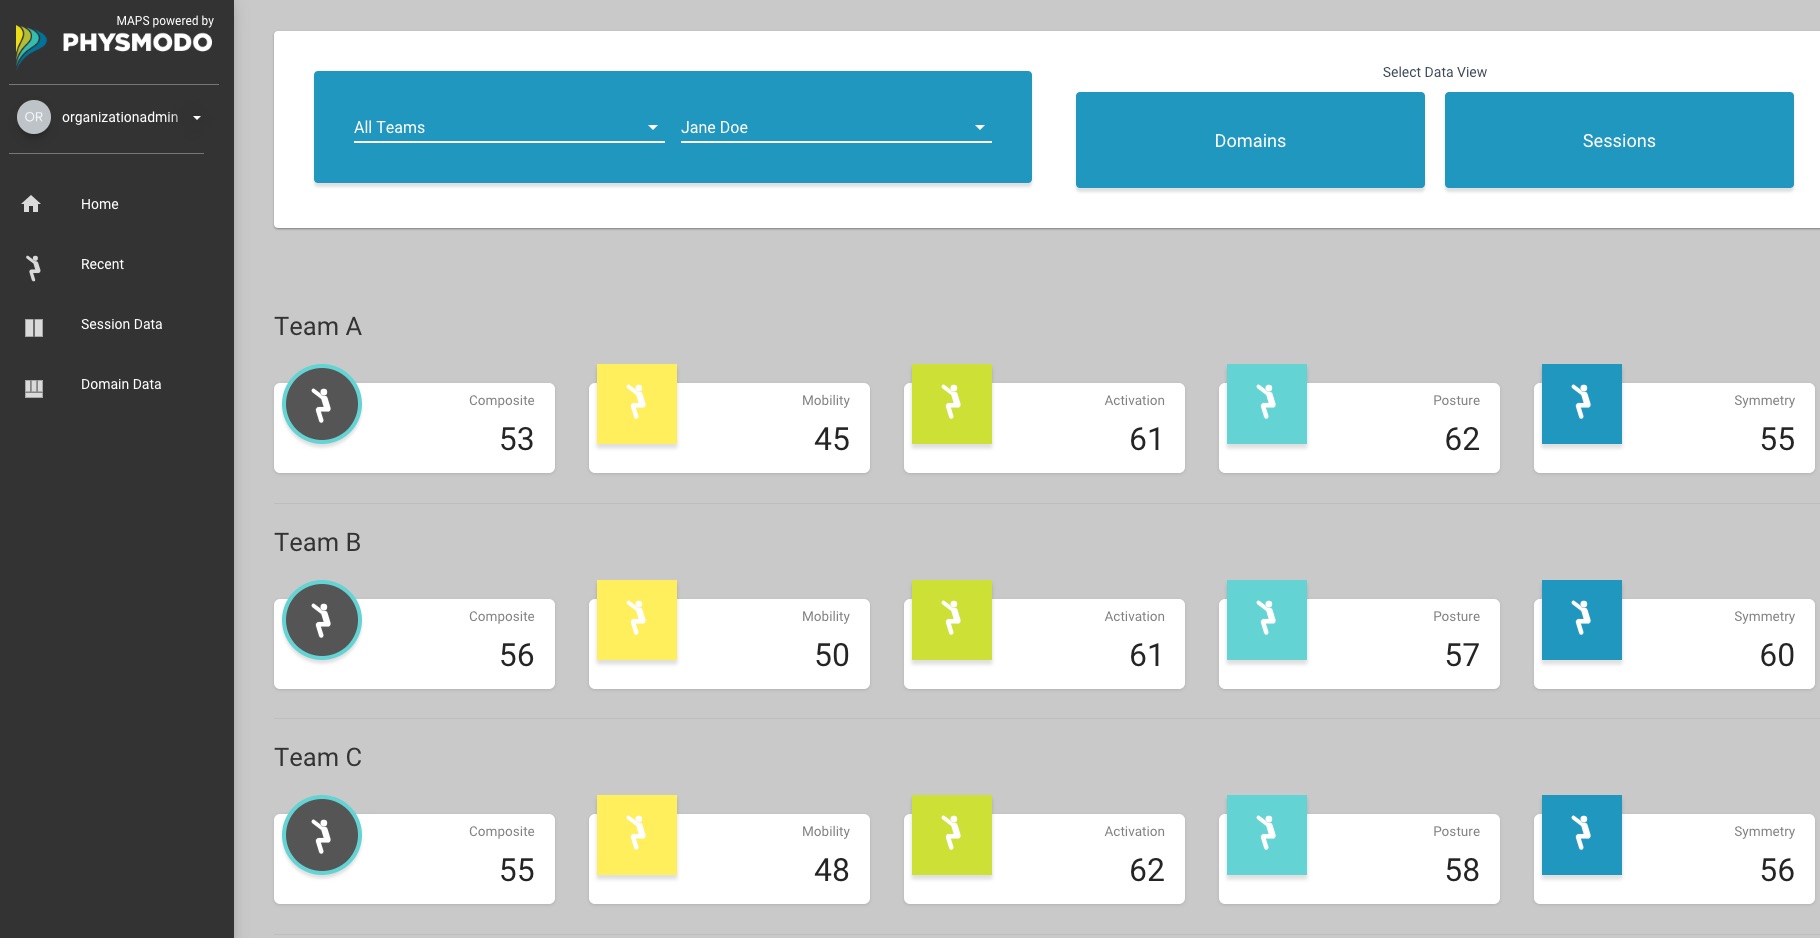 MAPS powered by
PHYSMODO
OR organizationadmin
Home
Recent
Session Data
Domain Data
All Teams Jane Doe
Select Data View
Domains Sessions
Team A
Composite Mobility Activation Posture Symmetry
53 45 61 62 55
Team B
Composite Mobility Activation Posture Symmetry
56 50 61 57 60
Team C
Composite Mobility Activation Posture Symmetry
55 48 62 58 56